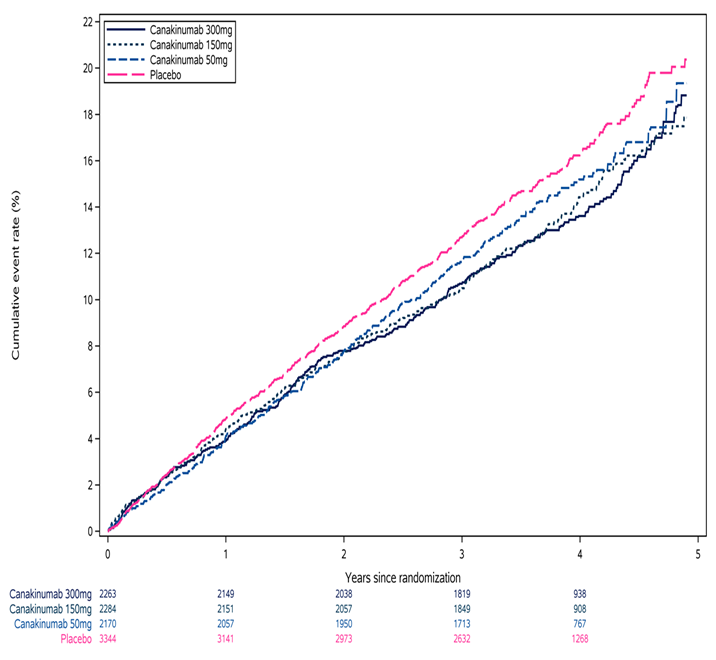 Canakinumab 300mg
Canakinumab 150mg
Canakinumab 50mg
Placebo
Cumulative event rate (%)
22
20
18
16
14
12
10
8
6
4
2
0
0 1 2 3 4 5
Years since randomization
Canakinumab 300mg 2263 2149 2038 1819 938
Canakinumab 150mg 2284 2151 2057 1849 908
Canakinumab 50mg 2170 2057 1950 1713 767
Placebo 3344 3141 2973 2632 1268